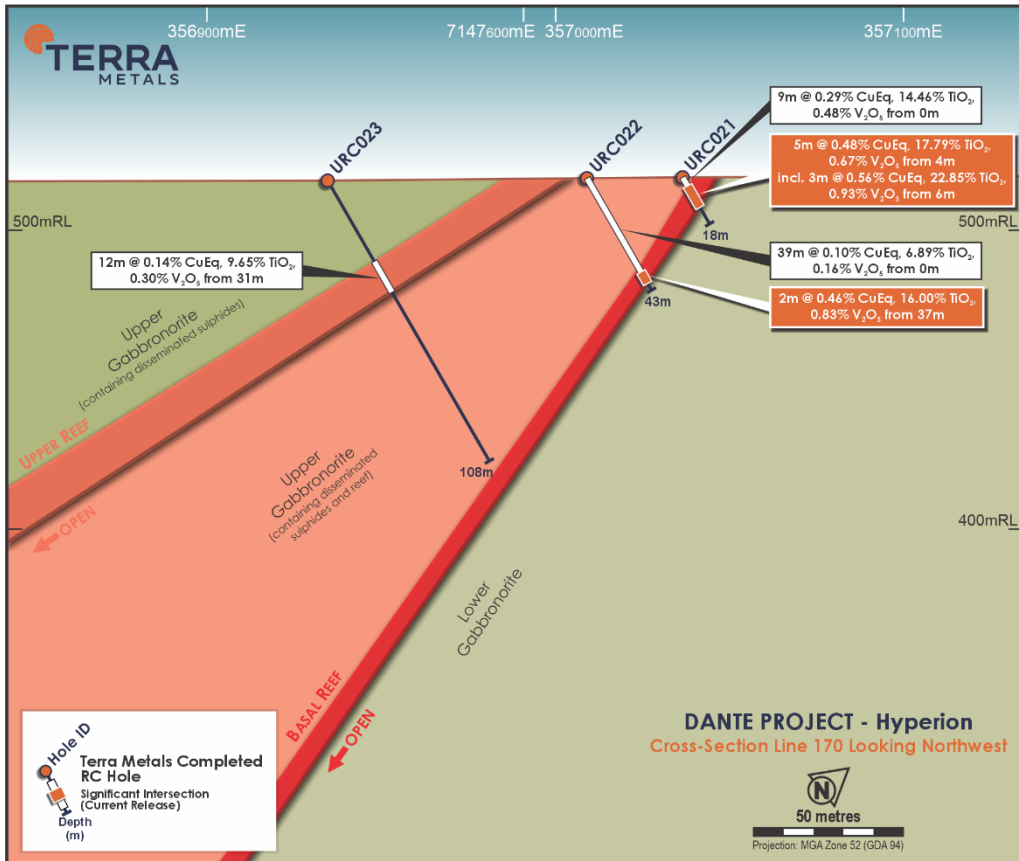 356900mE
7147600mE
357000mE
357100mE
TERRA
METALS
URC023
URC022
URC021
9m @ 0.29% CuEq, 14.46% TiO₂,
0.48% V₂O₅ from 0m
5m @ 0.48% CuEq, 17.79% TiO₂,
0.67% V₂O₅ from 4m
incl. 3m @ 0.56% CuEq, 22.85% TiO₂,
0.93% V₂O₅ from 6m
500mRL
500mRL
18m
39m @ 0.10% CuEq, 6.89% TiO₂,
0.16% V₂O₅ from 0m
12m @ 0.14% CuEq, 9.65% TiO₂,
0.30% V₂O₅ from 31m
43m
2m @ 0.46% CuEq, 16.00% TiO₂,
0.83% V₂O₅ from 37m
Upper
Gabbronorite
(containing disseminated sulphides)
UPPER REEF
OPEN
108m
Upper
Gabbronorite
(containing disseminated
sulphides and reef)
400mRL
Lower
Gabbronorite
BASAL REEF
OPEN
Hole ID
Terra Metals Completed
RC Hole
Significant Intersection
(Current Release)
Depth
(m)
DANTE PROJECT - Hyperion
Cross-Section Line 170 Looking Northwest
N
50 metres
Projection: MGA Zone 52 (GDA 94)